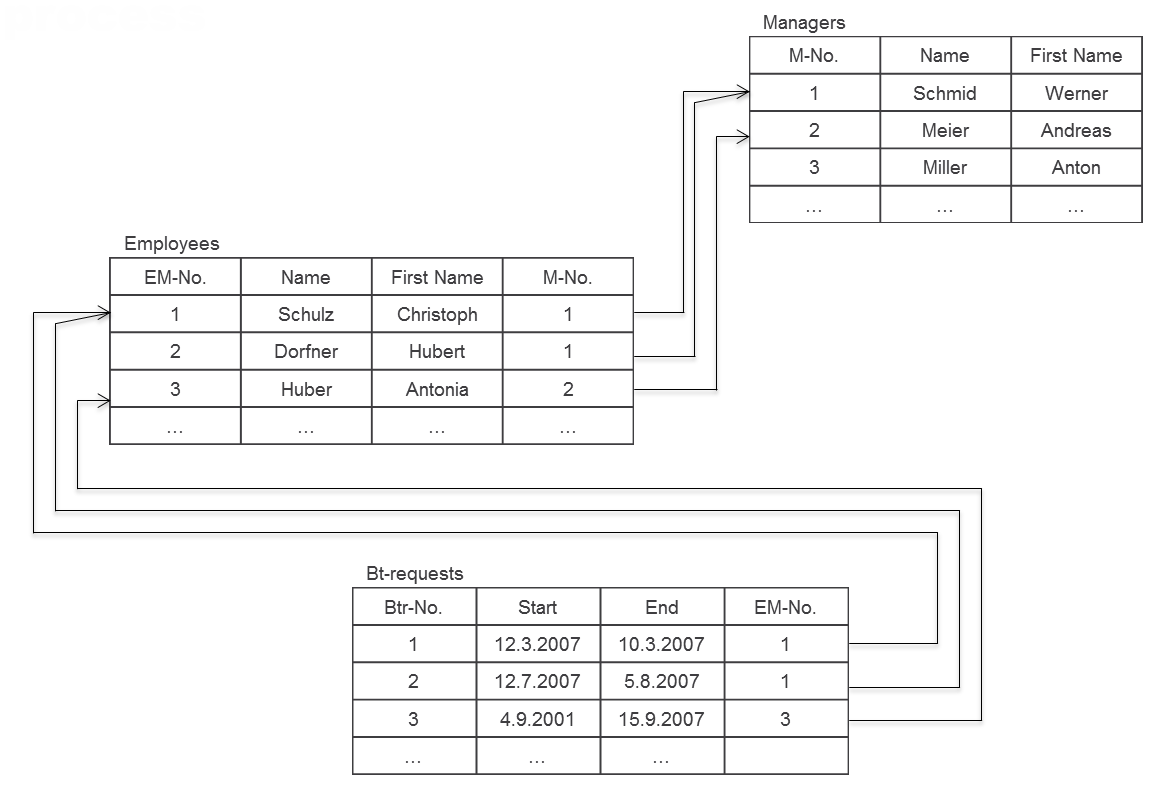 Managers
M-No. Name First Name
1 Schmid Werner
2 Meier Andreas
3 Miller Anton
... ... ...
Employees
EM-No. Name First Name M-No.
1 Schulz Christoph 1
2 Dorfner Hubert 1
3 Huber Antonia 2
... ... ... ...
Bt-requests
Btr-No. Start End EM-No.
1 12.3.2007 10.3.2007 1
2 12.7.2007 5.8.2007 1
3 4.9.2001 15.9.2007 3
... ... ...